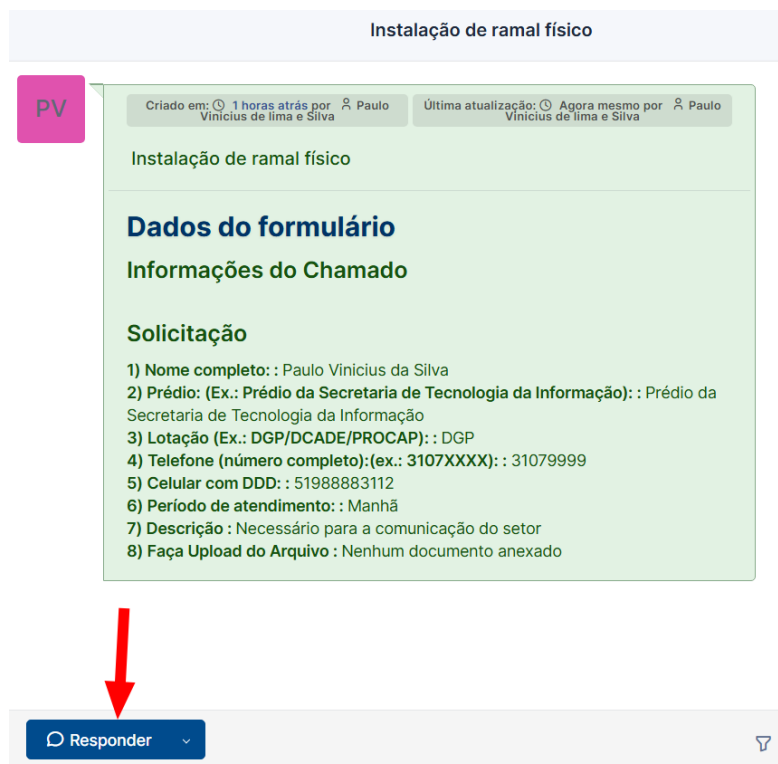 Instalação de ramal físico
PV
Criado em: 1 horas atrás por Paulo
Vinicius de lima e Silva
Última atualização: Agora mesmo por Paulo
Vinicius de lima e Silva
Instalação de ramal físico
Dados do formulário
Informações do Chamado
Solicitação
1) Nome completo: : Paulo Vinicius da Silva
2) Prédio: (Ex.: Prédio da Secretaria de Tecnologia da Informação): : Prédio da
Secretaria de Tecnologia da Informação
3) Lotação (Ex.: DGP/DCADE/PROCAP): : DGP
4) Telefone (número completo):(ex.: 3107XXXX): : 31079999
5) Celular com DDD: : 51988883112
6) Período de atendimento: : Manhã
7) Descrição : Necessário para a comunicação do setor
8) Faça Upload do Arquivo : Nenhum documento anexado
Responder